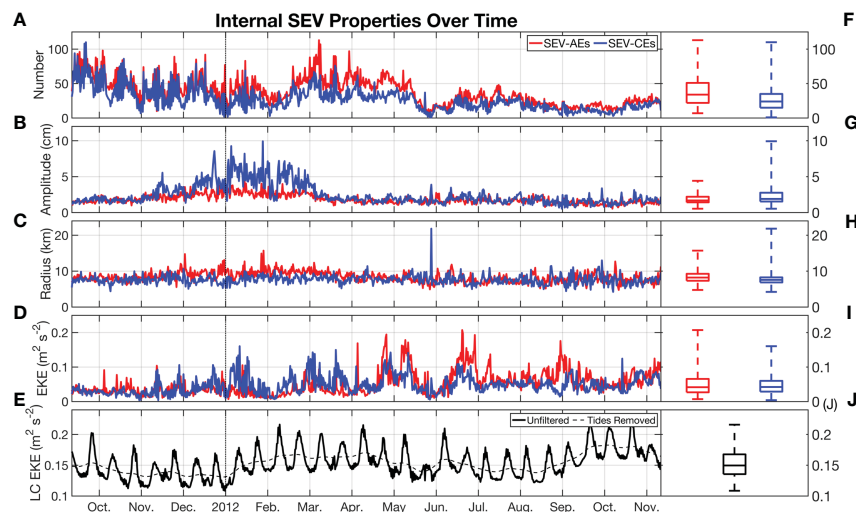 Internal SEV Properties Over Time
A
Number
100
50
0
SEV-AEs
SEV-CEs
100
50
0
F
B
Amplitude (cm)
10
5
0
10
5
0
G
C
Radius (km)
20
10
0
20
10
0
H
D
EKE (m² s⁻²)
0.2
0.1
0
0.2
0.1
0
I
E
LC EKE (m² s⁻²)
0.2
0.15
0.1
Unfiltered
Tides Removed
(J)
0.2
0.15
0.1
J
Oct. Nov. Dec. 2012 Feb. Mar. Apr. May Jun. Jul. Aug. Sep. Oct. Nov.